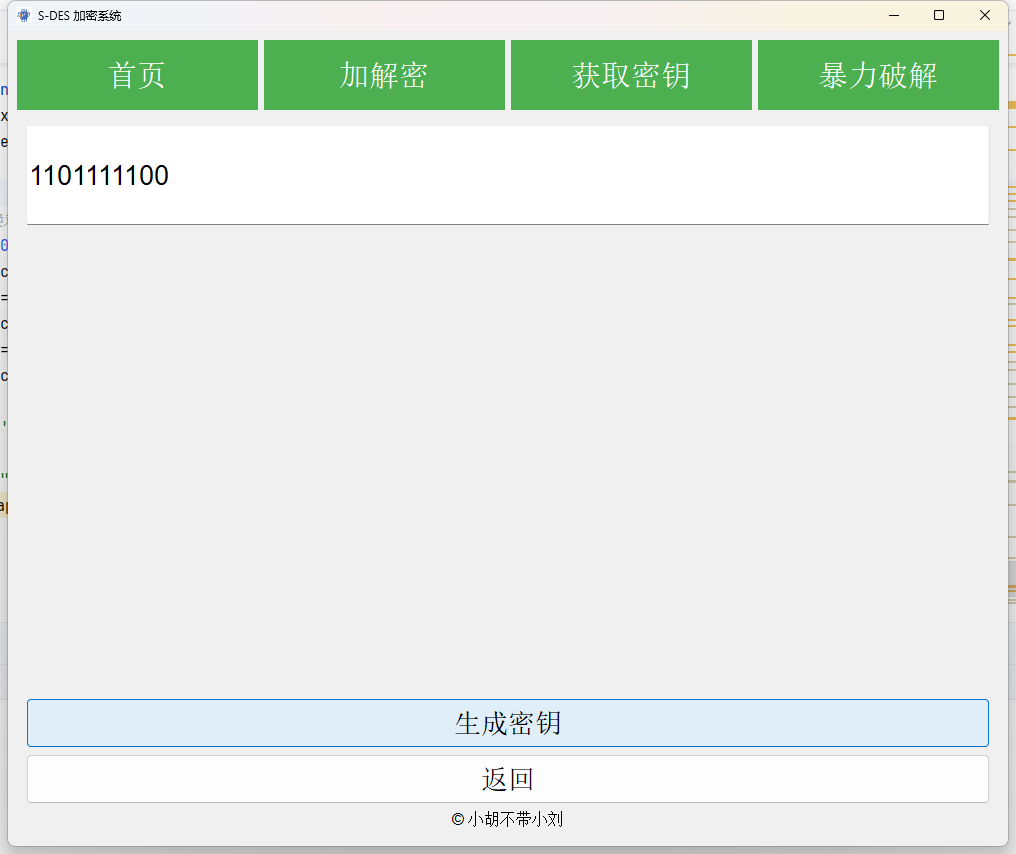 S-DES 加密系统
首页 加解密 获取密钥 暴力破解
1101111100
生成密钥
返回
© 小胡不带小刘